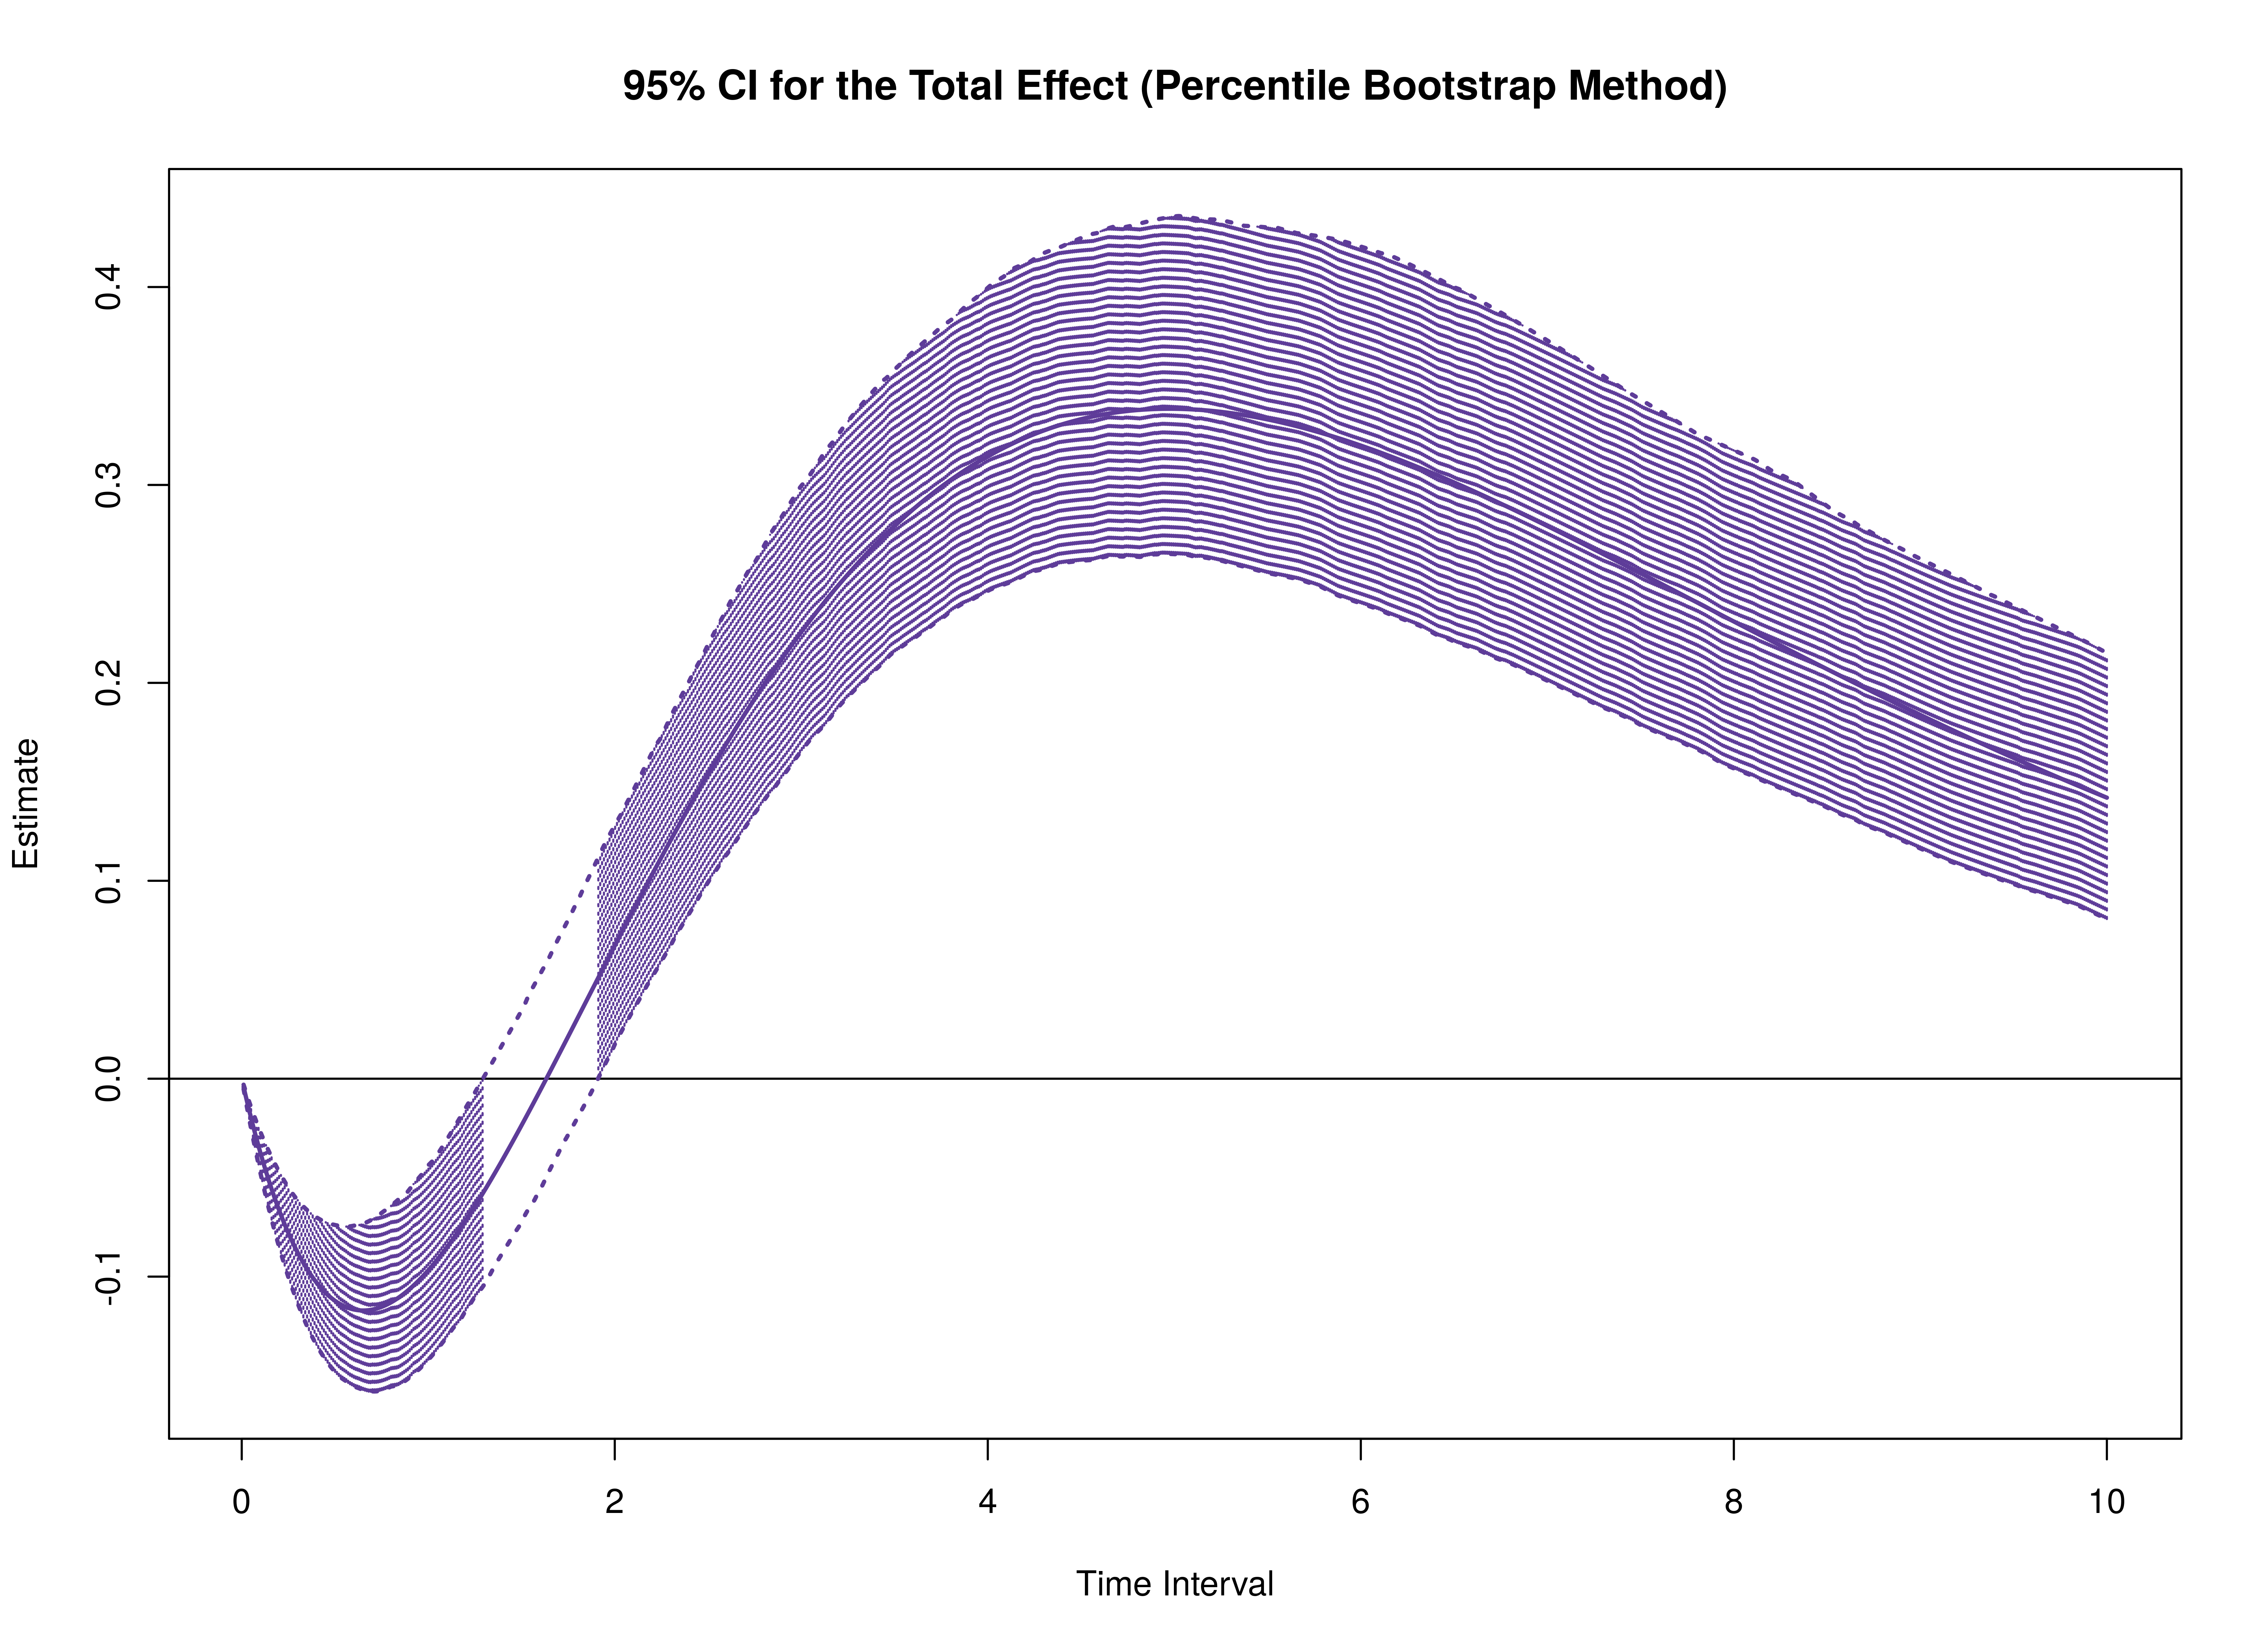 95% CI for the Total Effect (Percentile Bootstrap Method)
Estimate
0.4
0.3
0.2
0.1
0.0
-0.1
0 2 4 6 8 10
Time Interval